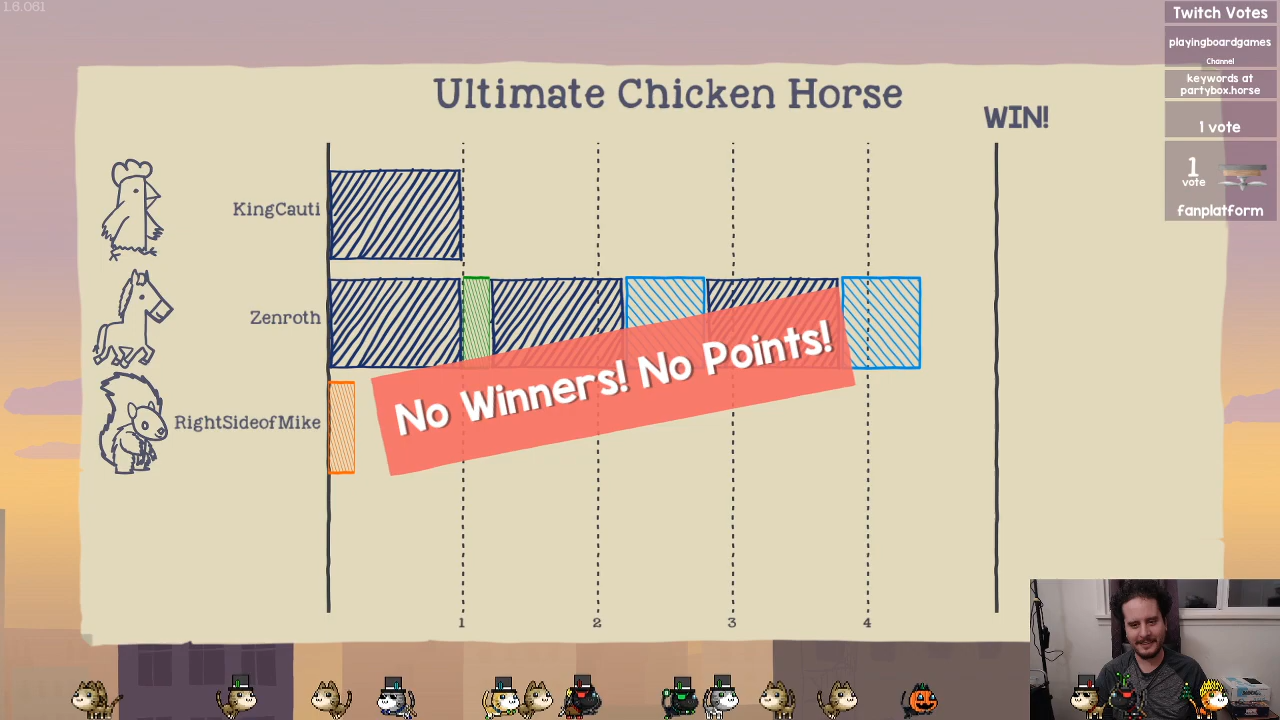 1.6.061
Twitch Votes
playingboardgames
Channel
keywords at
partybox.horse
1 vote
1
vote
fanplatform
Ultimate Chicken Horse
WIN!
KingCauti
Zenroth
RightSideofMike
No Winners! No Points!
1 2 3 4